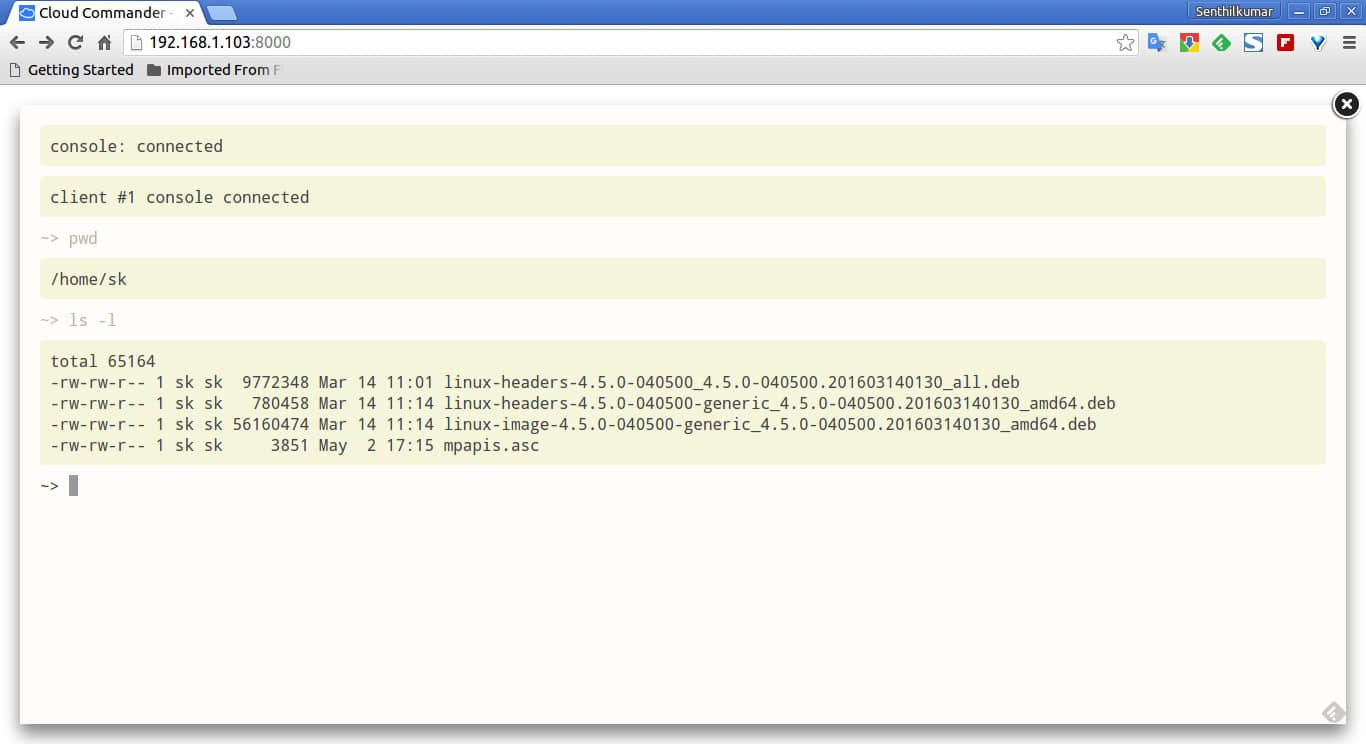 Cloud Commander -
Senthilkumar
192.168.1.103:8000
Getting Started
Imported From F
console: connected
client #1 console connected
~> pwd
/home/sk
~> ls -l
total 65164
-rw-rw-r-- 1 sk sk  9772348 Mar 14 11:01 linux-headers-4.5.0-040500_4.5.0-040500.201603140130_all.deb
-rw-rw-r-- 1 sk sk   780458 Mar 14 11:14 linux-headers-4.5.0-040500-generic_4.5.0-040500.201603140130_amd64.deb
-rw-rw-r-- 1 sk sk 56160474 Mar 14 11:14 linux-image-4.5.0-040500-generic_4.5.0-040500.201603140130_amd64.deb
-rw-rw-r-- 1 sk sk     3851 May  2 17:15 mpapis.asc
~>